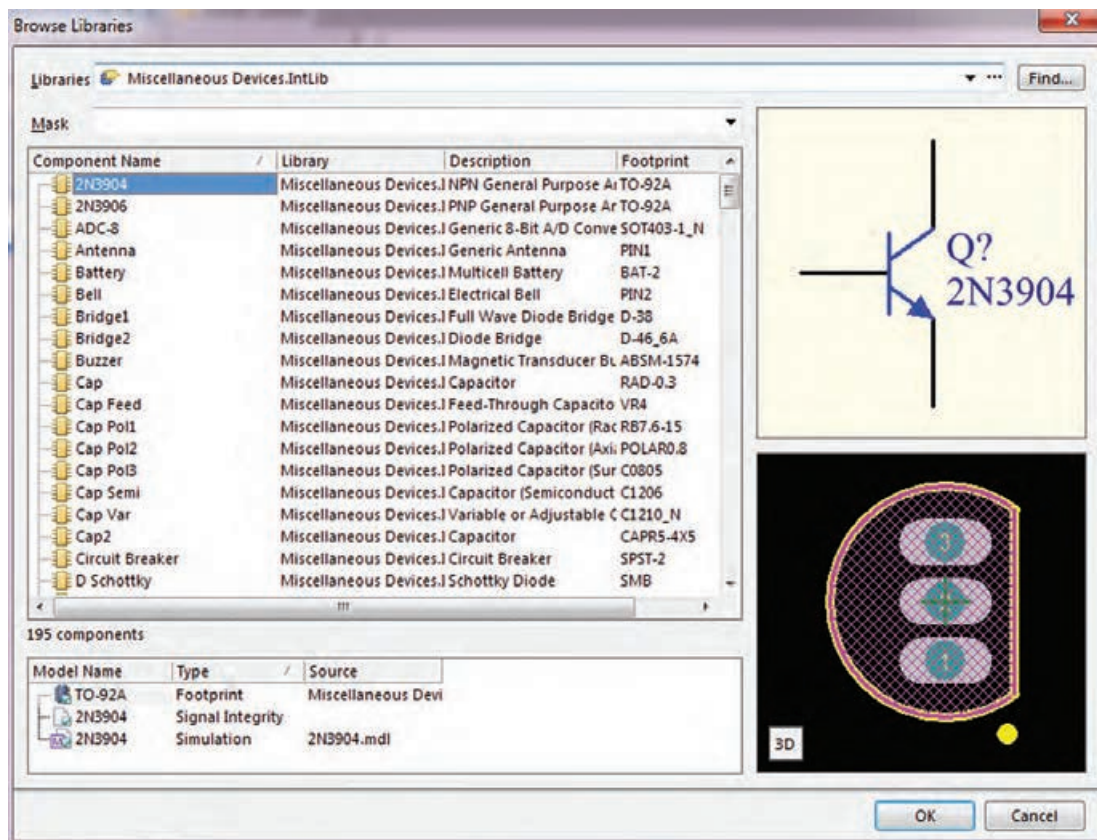 Browse Libraries
Libraries Miscellaneous Devices.IntLib Find...
Mask
Component Name Library Description Footprint
2N3904 Miscellaneous Devices.I NPN General Purpose Ar TO-92A
2N3906 Miscellaneous Devices.I PNP General Purpose Ar TO-92A
ADC-8 Miscellaneous Devices.I Generic 8-Bit A/D Conve SOT403-1_N
Antenna Miscellaneous Devices.I Generic Antenna PIN1
Battery Miscellaneous Devices.I Multicell Battery BAT-2
Bell Miscellaneous Devices.I Electrical Bell PIN2
Bridge1 Miscellaneous Devices.I Full Wave Diode Bridge D-38
Bridge2 Miscellaneous Devices.I Diode Bridge D-46_6A
Buzzer Miscellaneous Devices.I Magnetic Transducer Bu ABSM-1574
Cap Miscellaneous Devices.I Capacitor RAD-0.3
Cap Feed Miscellaneous Devices.I Feed-Through Capacito VR4
Cap Pol1 Miscellaneous Devices.I Polarized Capacitor (Rac RB7.6-15
Cap Pol2 Miscellaneous Devices.I Polarized Capacitor (Axi POLAR0.8
Cap Pol3 Miscellaneous Devices.I Polarized Capacitor (Sur C0805
Cap Semi Miscellaneous Devices.I Capacitor (Semiconduct C1206
Cap Var Miscellaneous Devices.I Variable or Adjustable C C1210_N
Cap2 Miscellaneous Devices.I Capacitor CAPR5-4X5
Circuit Breaker Miscellaneous Devices.I Circuit Breaker SPST-2
D Schottky Miscellaneous Devices.I Schottky Diode SMB
195 components
Model Name Type Source
TO-92A Footprint Miscellaneous Devi
2N3904 Signal Integrity
2N3904 Simulation 2N3904.mdl
Q?
2N3904
3
2
1
3D
OK Cancel